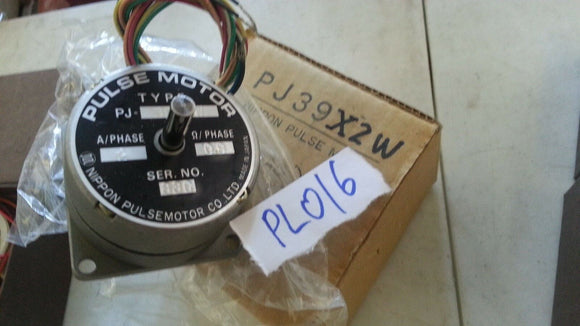 PULSE MOTOR
TYPE
PJ-
A/PHASE Ω/PHASE
SER. NO.
NIPPON PULSEMOTOR CO. LTD. MADE IN JAPAN
PJ39X2W
NIPPON PULSE
PL016